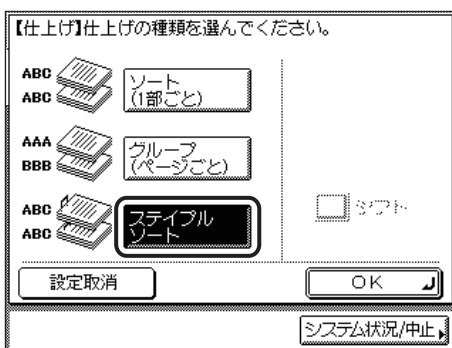 【仕上げ】仕上げの種類を選んでください。
ABC
ABC
ソート
(1部ごと)
AAA
BBB
グループ
(ページごと)
ABC
ABC
ステイプル
ソート
シフト
設定取消
OK
システム状況/中止